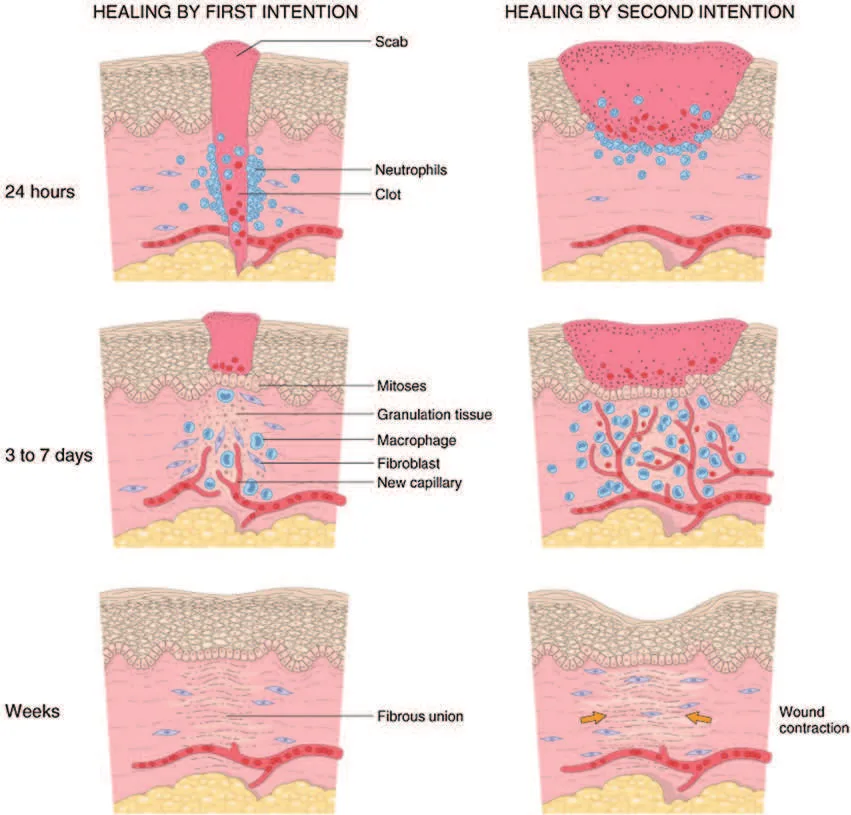 HEALING BY FIRST INTENTION
HEALING BY SECOND INTENTION
Scab
24 hours
Neutrophils
Clot
3 to 7 days
Mitoses
Granulation tissue
Macrophage
Fibroblast
New capillary
Weeks
Fibrous union
Wound
contraction